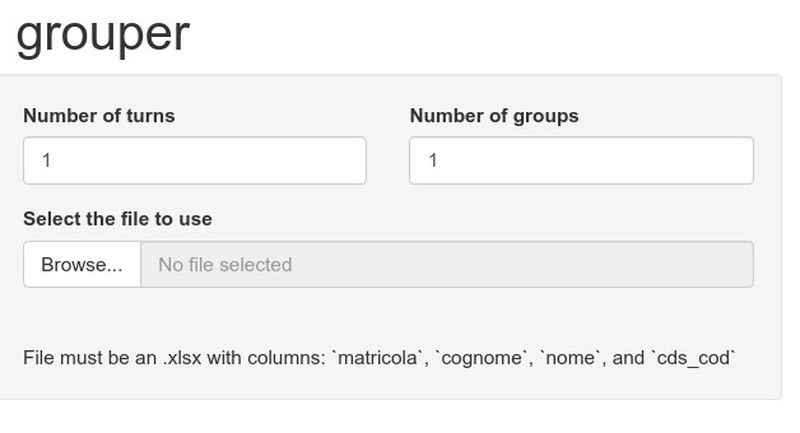 grouper
Number of turns
Number of groups
1
1
Select the file to use
Browse...
No file selected
File must be an .xlsx with columns: `matricola`, `cognome`, `nome`, and `cds_cod`